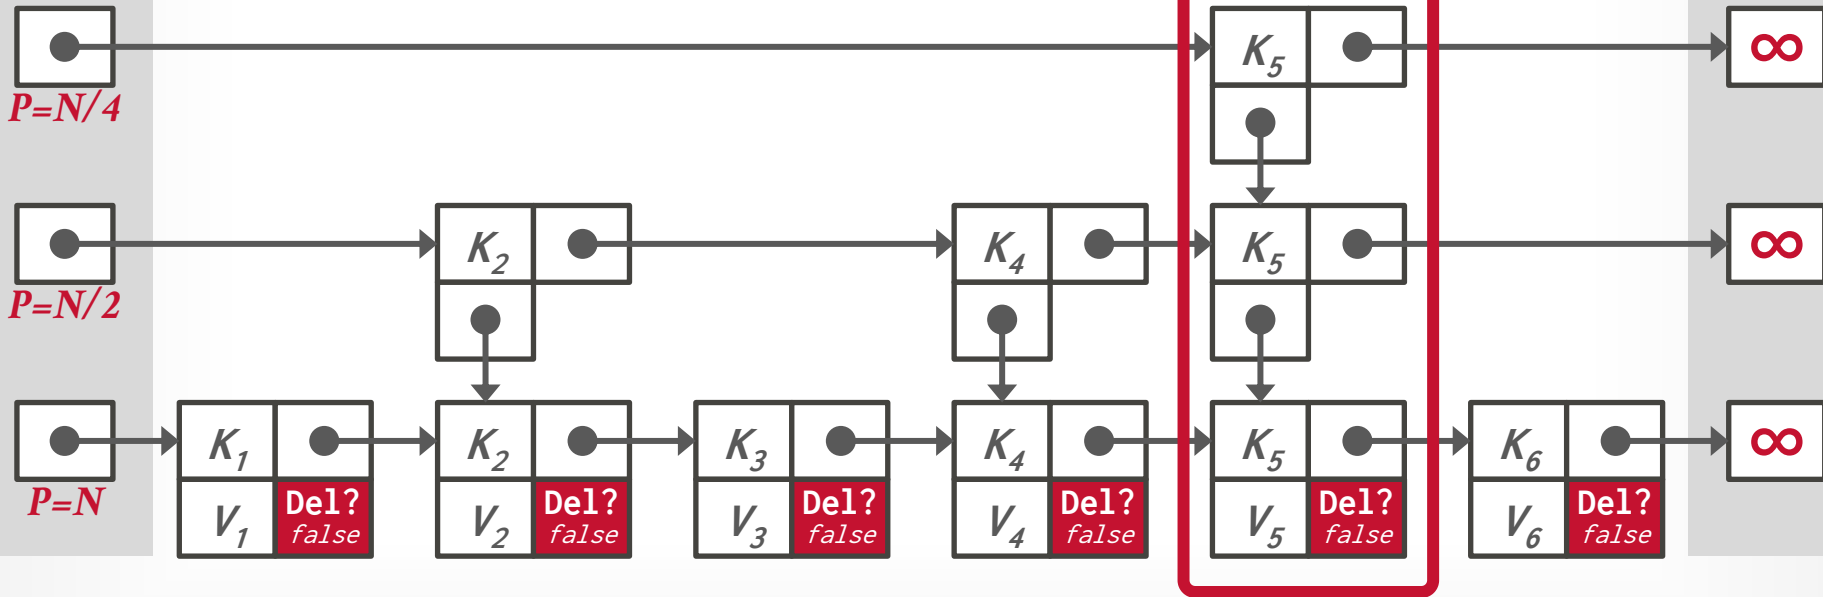 K5 ∞
P=N/4
K2 K4 K5 ∞
P=N/2
K1 K2 K3 K4 K5 K6 ∞
P=N
V1 Del? false V2 Del? false V3 Del? false V4 Del? false V5 Del? false V6 Del? false